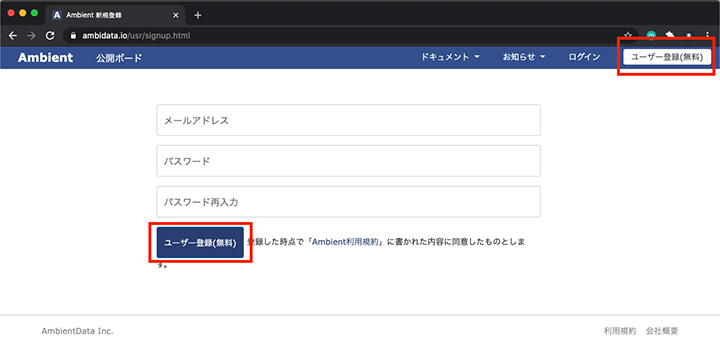 Ambient 新規登録
ambidata.io/usr/signup.html
Ambient 公開ボード ドキュメント お知らせ ログイン ユーザー登録(無料)
メールアドレス
パスワード
パスワード再入力
ユーザー登録(無料) 登録した時点で「Ambient利用規約」に書かれた内容に同意したものとしま
す。
AmbientData Inc. 利用規約 会社概要